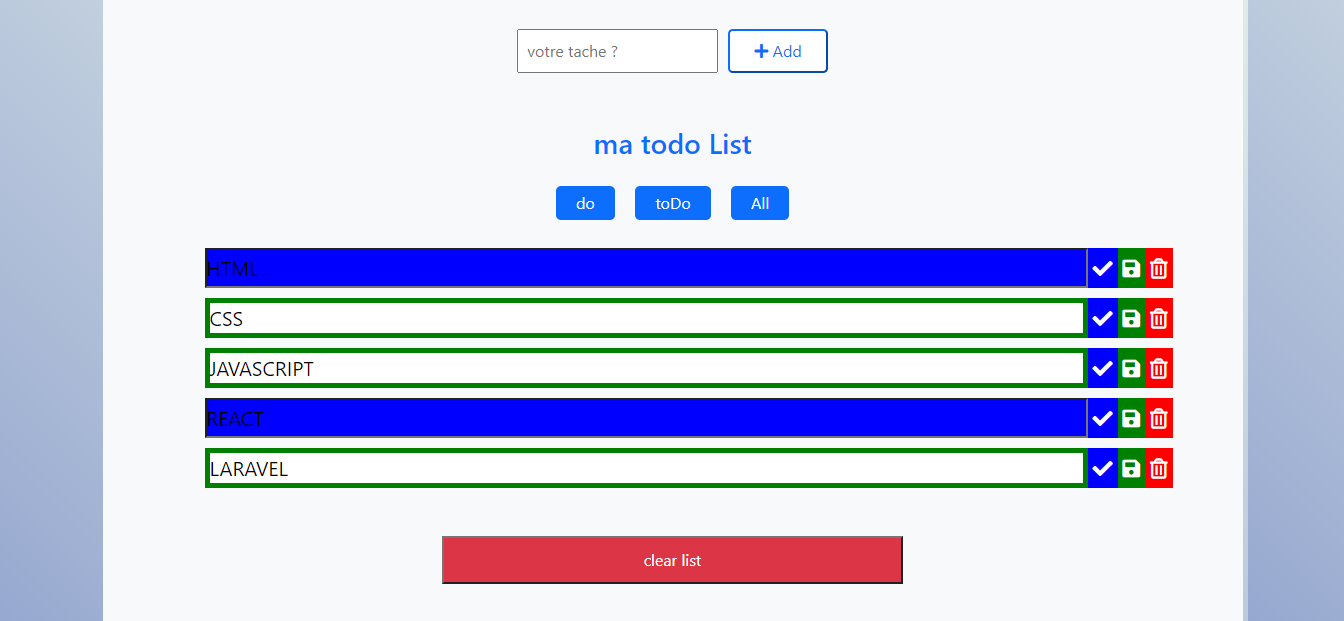 votre tache ?
Add
ma todo List
do toDo All
HTML
CSS
JAVASCRIPT
REACT
LARAVEL
clear list